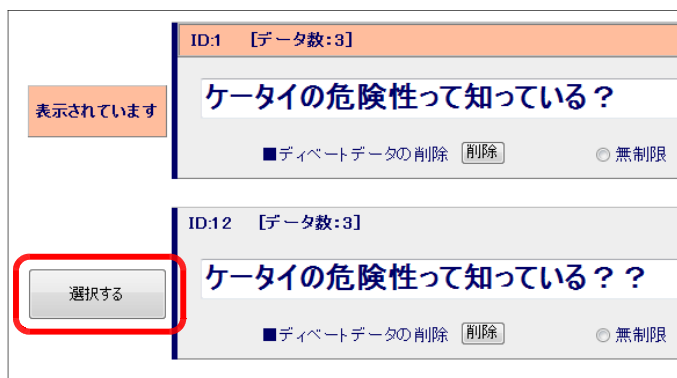 ID:1 [データ数:3]
表示されています
ケータイの危険性って知っている？
■ディベートデータの削除 削除 無制限
ID:12 [データ数:3]
選択する
ケータイの危険性って知っている？？
■ディベートデータの削除 削除 無制限